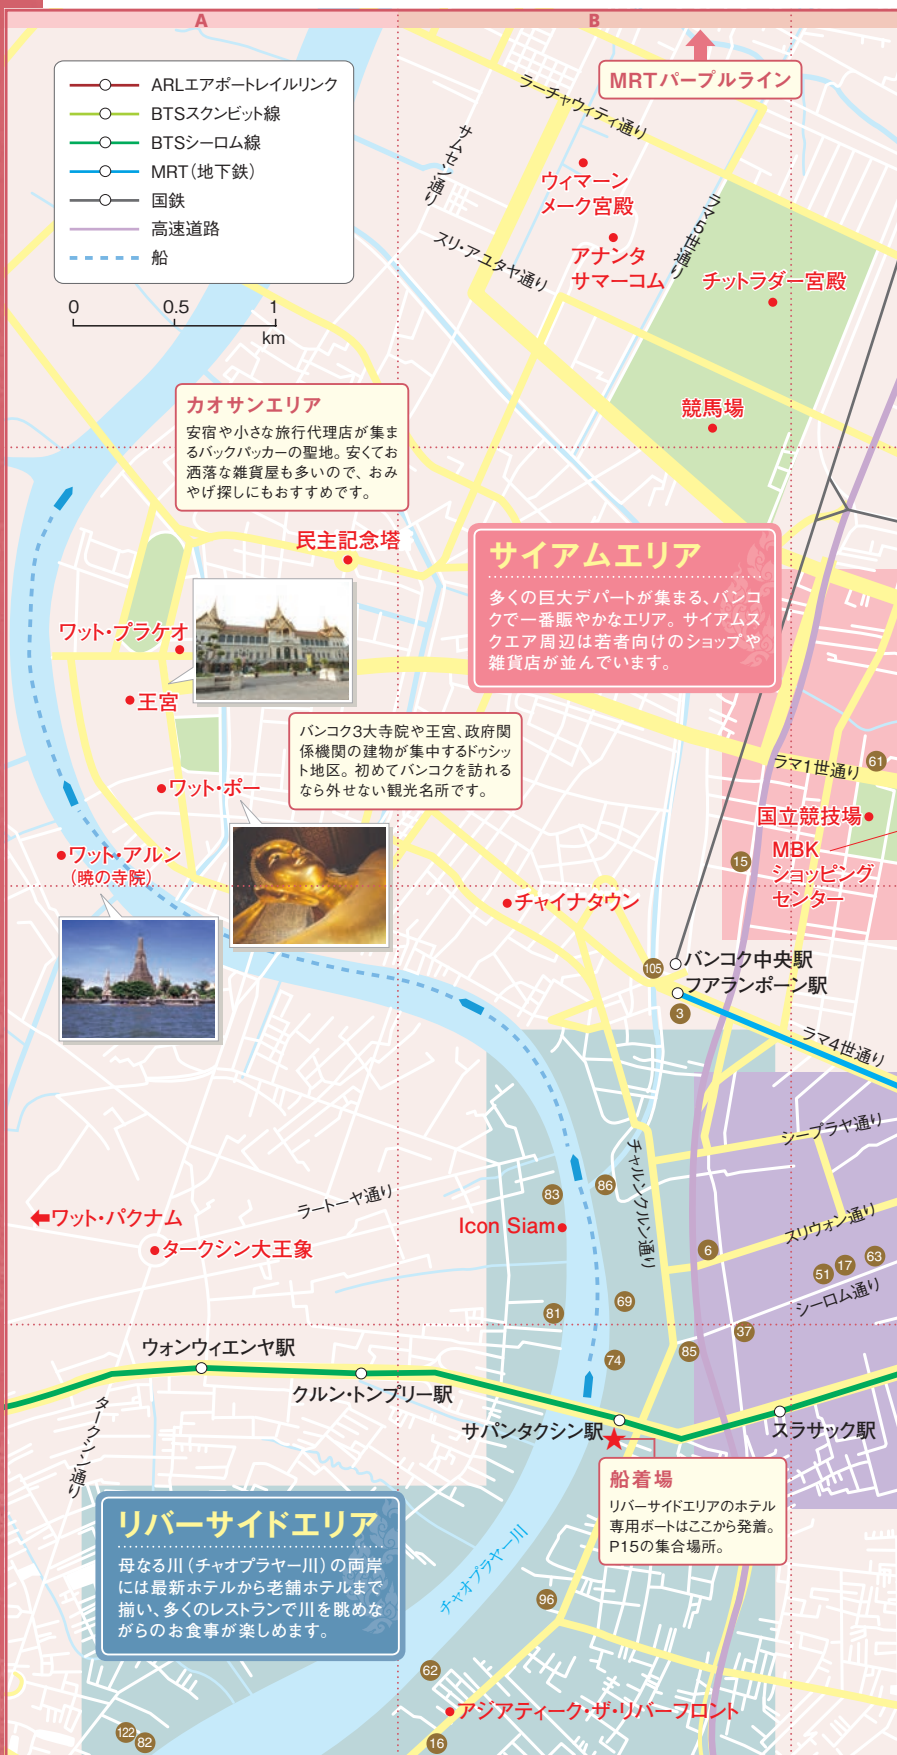 A
B
ARLエアポートレイルリンク
BTSスクンビット線
BTSシーロム線
MRT(地下鉄)
国鉄
高速道路
船
0 0.5 1
km
MRTパープルライン
ラーチャウィティ通り
サムセン通り
ウィマーン
メーク宮殿
ラマ5世通り
アナンタ
サマーコム
スリ・アユタヤ通り
チットラダー宮殿
競馬場
カオサンエリア
安宿や小さな旅行代理店が集ま
るバックパッカーの聖地。安くてお
洒落な雑貨屋も多いので、おみ
やげ探しにもおすすめです。
民主記念塔
サイアムエリア
多くの巨大デパートが集まる、バンコ
クで一番賑やかなエリア。サイアムス
クエア周辺は若者向けのショップや
雑貨店が並んでいます。
ワット・プラケオ
王宮
バンコク3大寺院や王宮、政府関
係機関の建物が集中するドゥシッ
ト地区。初めてバンコクを訪れる
なら外せない観光名所です。
ラマ1世通り
61
ワット・ポー
国立競技場
MBK
ショッピング
センター
15
ワット・アルン
(暁の寺院)
チャイナタウン
バンコク中央駅
105
フアランポーン駅
3
ラマ4世通り
シープラヤ通り
チャルンクルン通り
86
83
ラートーヤ通り
ワット・パクナム
Icon Siam
スリウォン通り
タークシン大王象
6
63
17
51
シーロム通り
69
81
37
85
74
ウォンウィエンヤ駅
クルン・トンプリー駅
サパンタクシン駅
スラサック駅
タークシン通り
船着場
リバーサイドエリアのホテル
専用ボートはここから発着。
P15の集合場所。
リバーサイドエリア
母なる川(チャオプラヤー川)の両岸
には最新ホテルから老舗ホテルまで
揃い、多くのレストランで川を眺めな
がらのお食事が楽しめます。
チャオプラヤー川
96
62
アジアティーク・ザ・リバーフロント
122
82
16